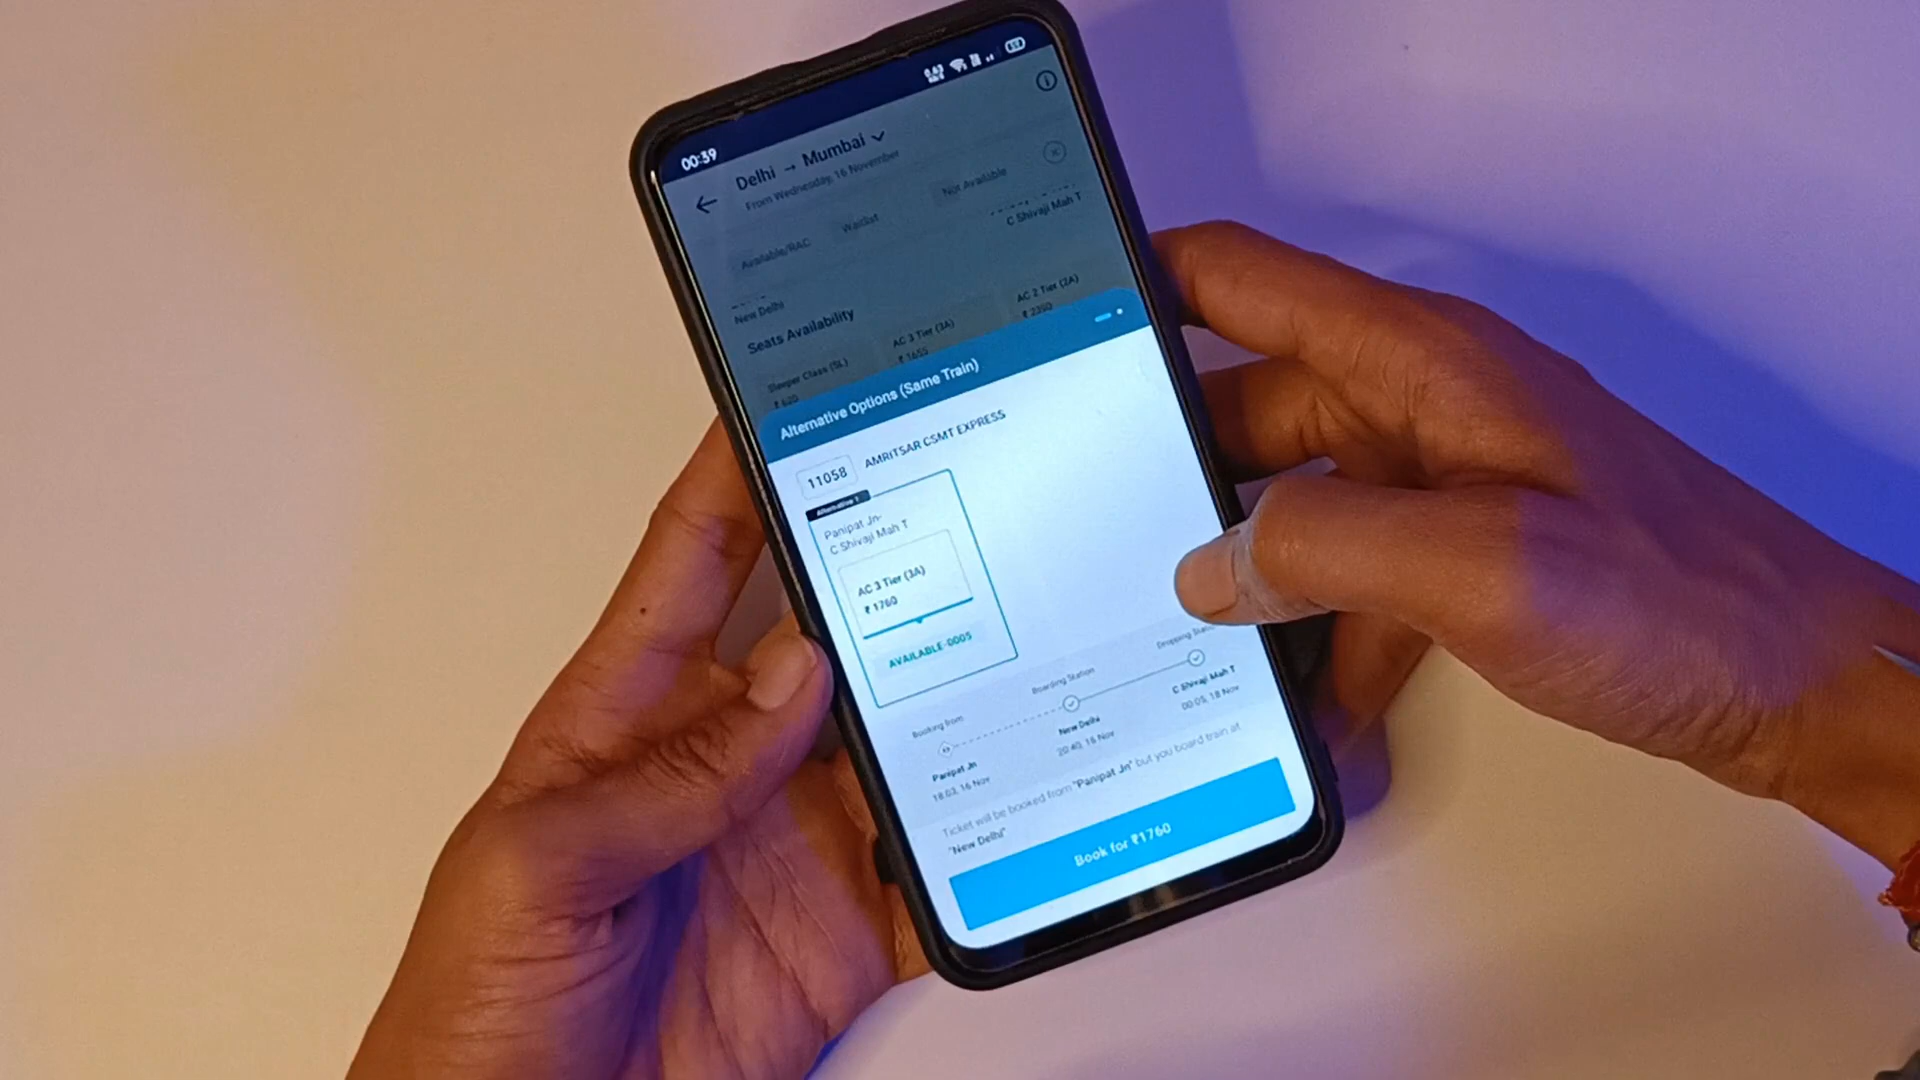 00:39
Delhi → Mumbai
From Wednesday, 16 November
Available/RAC
Waitlist
Not Available
New Delhi
C Shivaji Mah T
Seats Availability
Sleeper Class (SL)
₹ 620
AC 3 Tier (3A)
₹ 1655
AC 2 Tier (2A)
₹ 2350
Alternative Options (Same Train)
11058
AMRITSAR CSMT EXPRESS
Alternative 1
Panipat Jn-
C Shivaji Mah T
AC 3 Tier (3A)
₹ 1760
AVAILABLE-0005
Booking from
Boarding Station
Dropping
Panipat Jn
18:03, 16 Nov
New Delhi
20:40, 16 Nov
C Shivaji Mah T
00:05, 18 Nov
Ticket will be booked from "Panipat Jn" but you board train at
"New Delhi"
Book for ₹1760